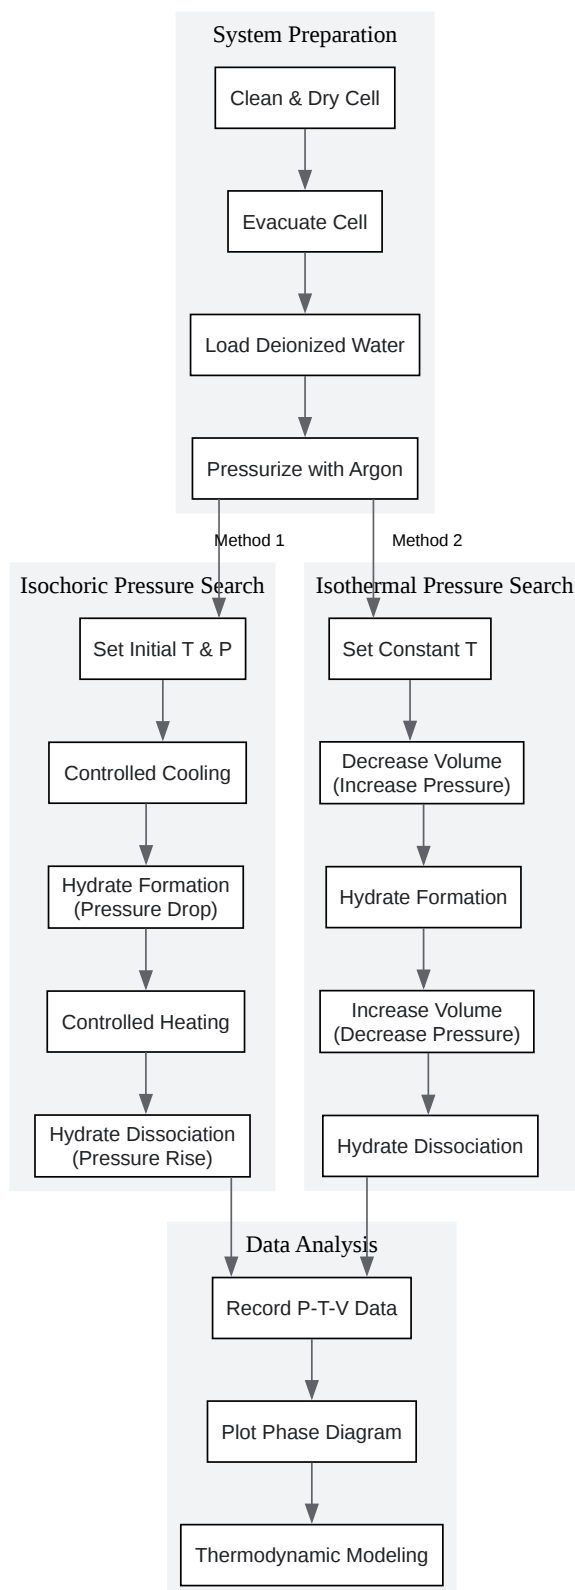 System Preparation
Clean & Dry Cell
Evacuate Cell
Load Deionized Water
Pressurize with Argon
Method 1
Method 2
Isochoric Pressure Search
Set Initial T & P
Controlled Cooling
Hydrate Formation
(Pressure Drop)
Controlled Heating
Hydrate Dissociation
(Pressure Rise)
Isothermal Pressure Search
Set Constant T
Decrease Volume
(Increase Pressure)
Hydrate Formation
Increase Volume
(Decrease Pressure)
Hydrate Dissociation
Data Analysis
Record P-T-V Data
Plot Phase Diagram
Thermodynamic Modeling